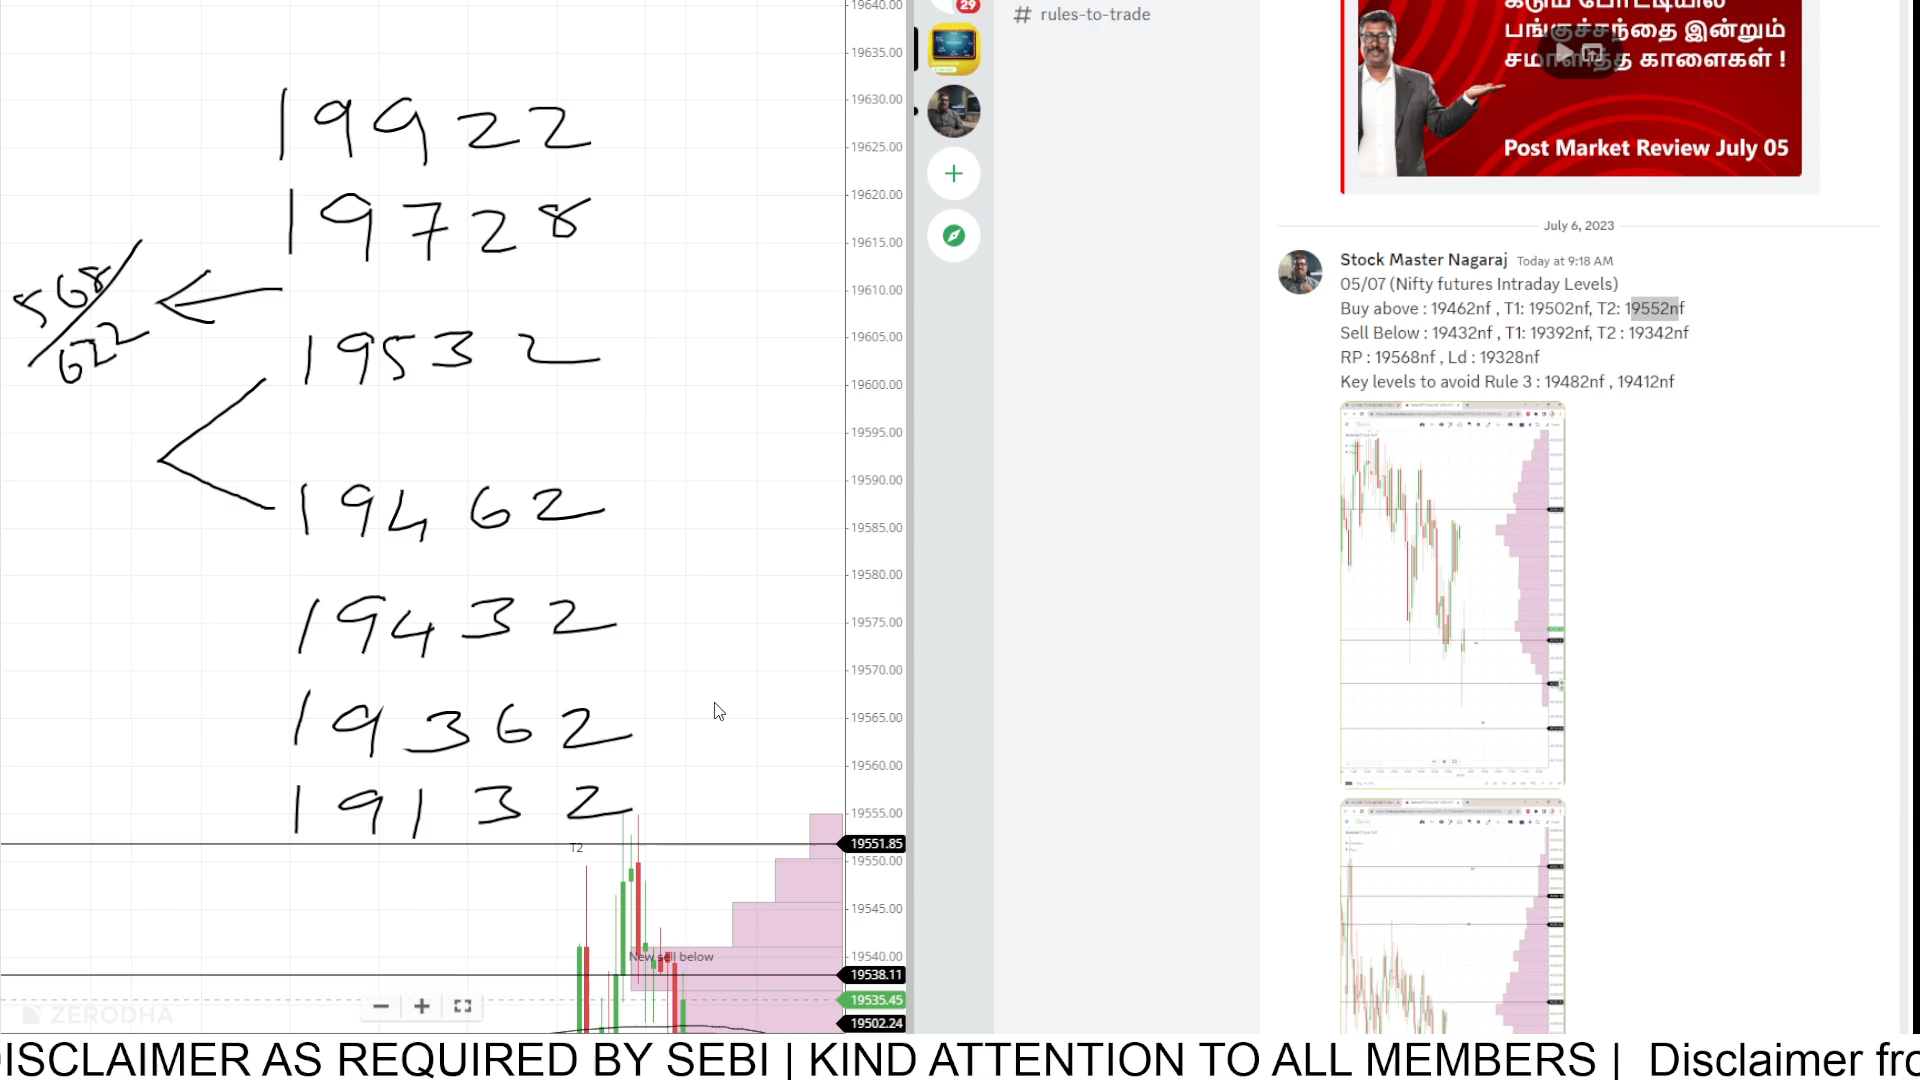 19640.00
19635.00
19630.00
19625.00
19620.00
19615.00
19610.00
19605.00
19600.00
19595.00
19590.00
19585.00
19580.00
19575.00
19570.00
19565.00
19560.00
19555.00
19551.85
19550.00
19545.00
19540.00
19538.11
19535.45
19502.24
19922
19728
568/622
19532
19462
19432
19362
19132
T2
New sell below
ZERODHA
29
# rules-to-trade
பங்குச்சந்தை இன்றும்
சமாளித்த காளைகள் !
Post Market Review July 05
July 6, 2023
Stock Master Nagaraj Today at 9:18 AM
05/07 (Nifty futures Intraday Levels)
Buy above : 19462nf , T1: 19502nf, T2: 19552nf
Sell Below : 19432nf , T1: 19392nf, T2 : 19342nf
RP : 19568nf , Ld : 19328nf
Key levels to avoid Rule 3 : 19482nf , 19412nf
ISCLAIMER AS REQUIRED BY SEBI | KIND ATTENTION TO ALL MEMBERS | Disclaimer fro